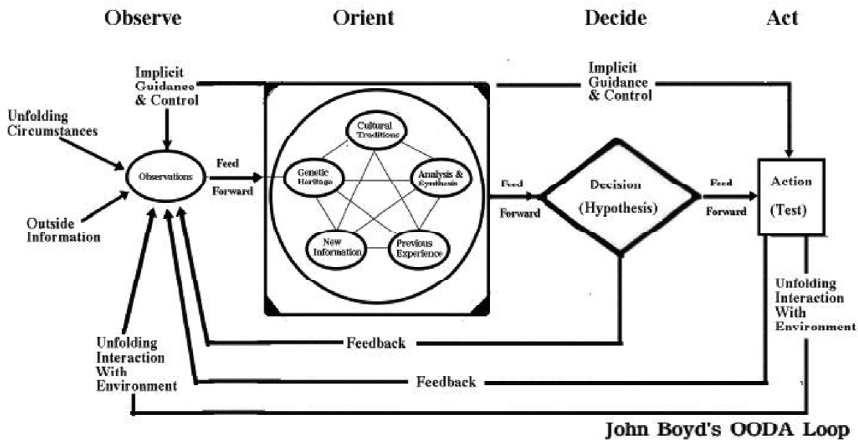 Observe
Orient
Decide
Act
Implicit
Guidance
& Control
Unfolding
Circumstances
Observations
Feed
Forward
Outside
Information
Cultural
Traditions
Genetic
Heritage
Analysis &
Synthesis
New
Information
Previous
Experience
Feed
Forward
Implicit
Guidance
& Control
Decision
(Hypothesis)
Feed
Forward
Action
(Test)
Unfolding
Interaction
With
Environment
Feedback
Unfolding
Interaction
With
Environment
Feedback
John Boyd's OODA Loop